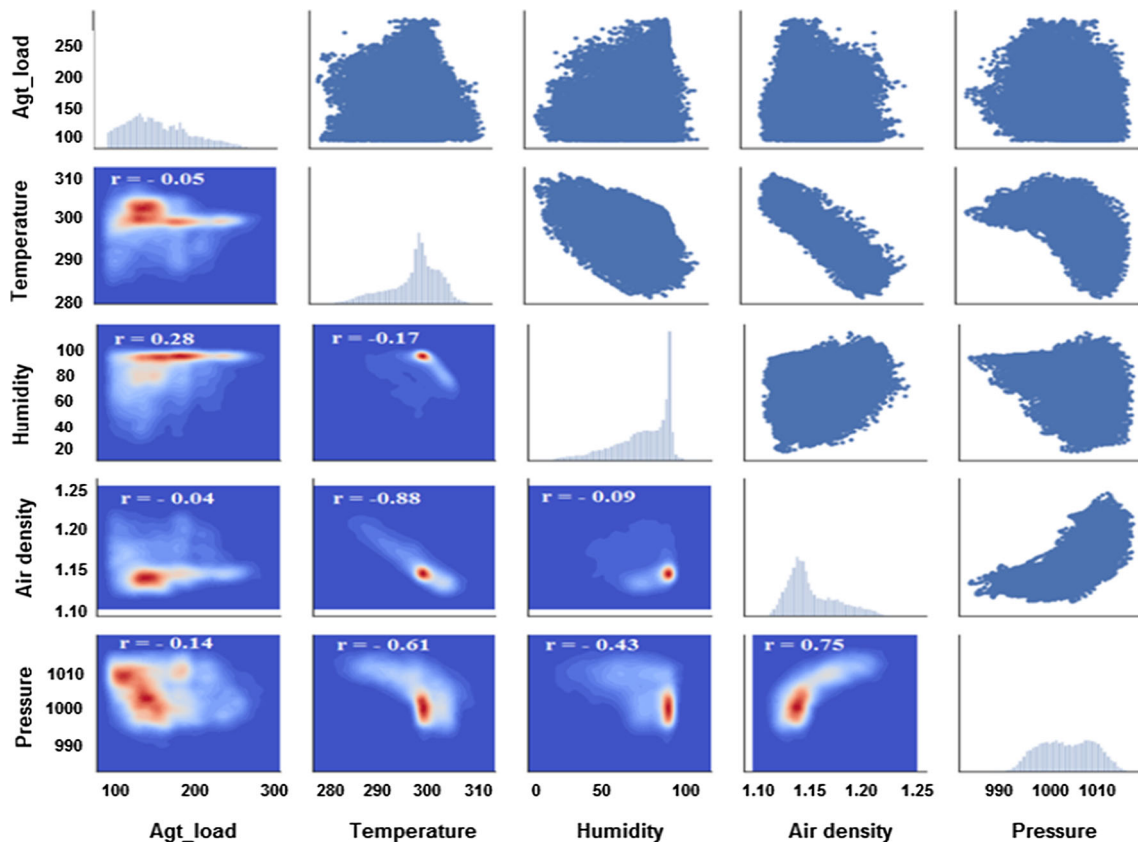 Agt_load
250
200
150
100
Temperature
310
300
290
280
r = - 0.05
Humidity
100
80
60
40
20
r = 0.28
r = -0.17
Air density
1.25
1.20
1.15
1.10
r = - 0.04
r = -0.88
r = - 0.09
Pressure
1010
1000
990
r = - 0.14
r = - 0.61
r = - 0.43
r = 0.75
100 200 300 280 290 300 310 0 50 100 1.10 1.15 1.20 1.25 990 1000 1010
Agt_load Temperature Humidity Air density Pressure